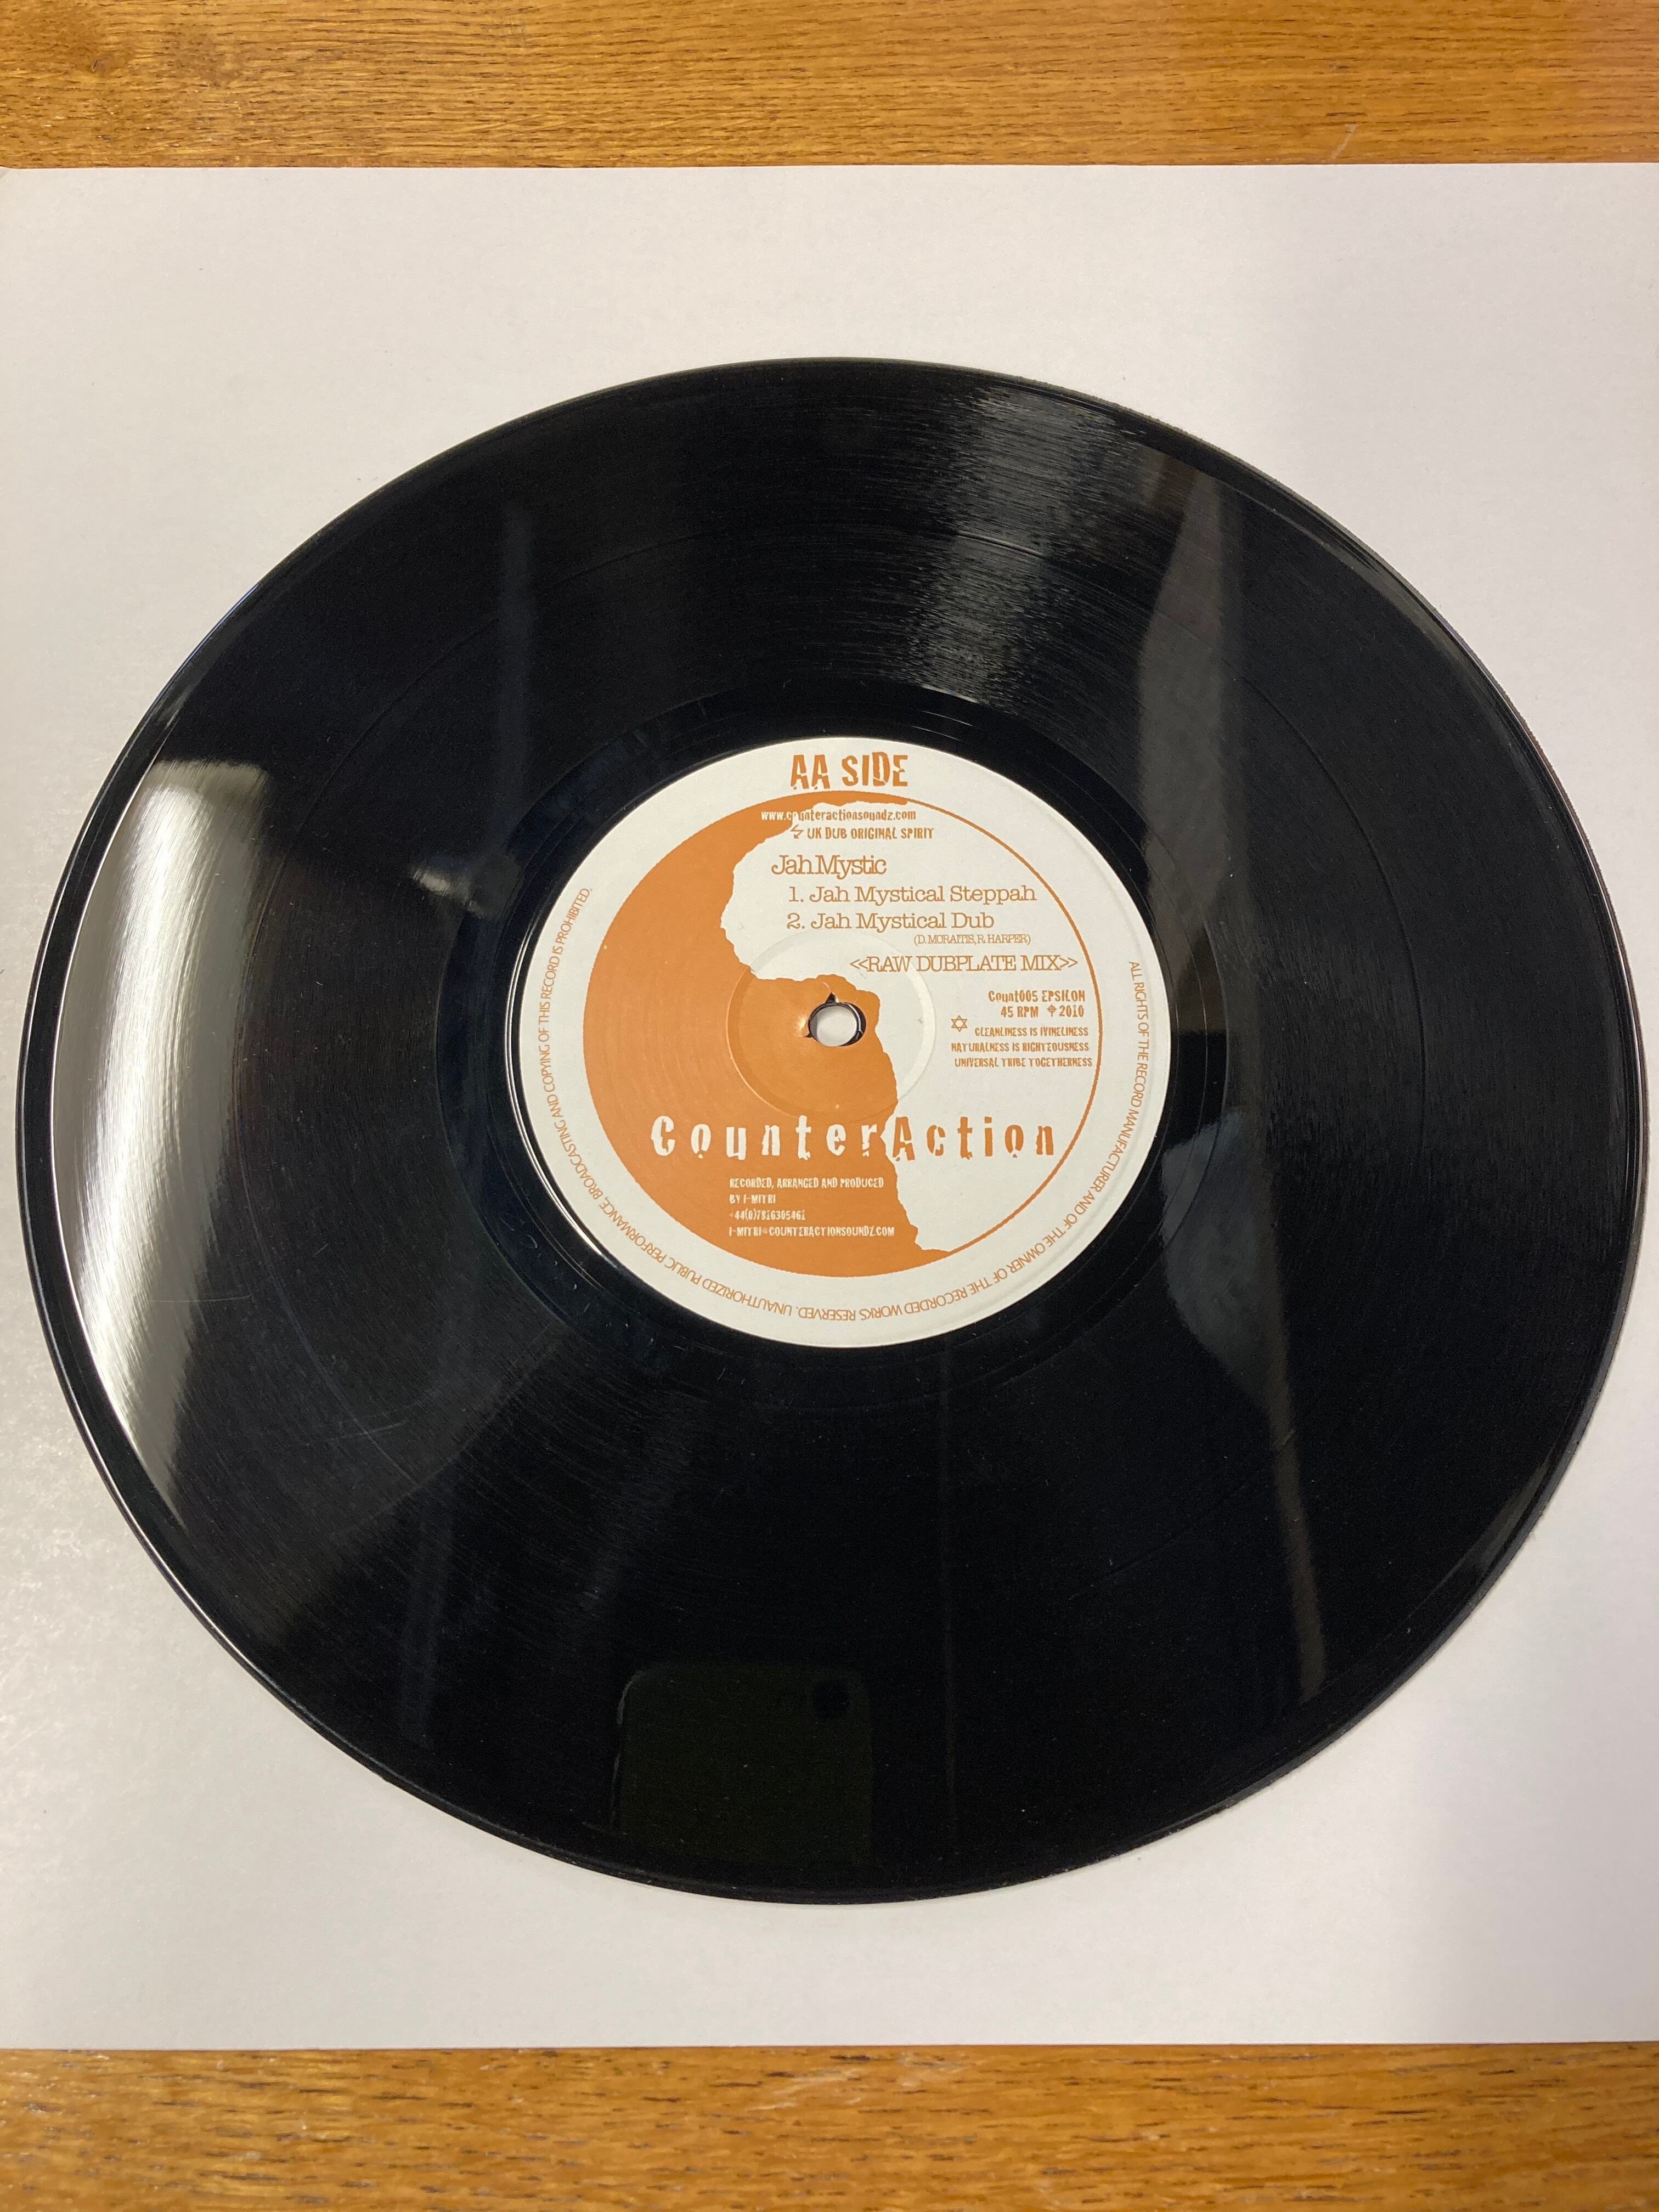 AA SIDE
www.counteractionsoundz.com
UK DUB ORIGINAL SPIRIT
Jah Mystic
1. Jah Mystical Steppah
2. Jah Mystical Dub
(D. MORAITIS, R. HARPER)
<<RAW DUBPLATE MIX>>
Count005 EPSILON
45 RPM ℗ 2010
CLEANLINESS IS IVINELINESS
NATURALNESS IS RIGHTEOUSNESS
UNIVERSAL TRIBE TOGETHERNESS
CounterAction
RECORDED, ARRANGED AND PRODUCED
BY I-MITRI
+44(0)7816305461
I-MITRI@COUNTERACTIONSOUNDZ.COM
ALL RIGHTS OF THE RECORD MANUFACTURER AND OF THE OWNER OF THE RECORDED WORKS RESERVED. UNAUTHORIZED PUBLIC PERFORMANCE, BROADCASTING AND COPYING OF THIS RECORD IS PROHIBITED.